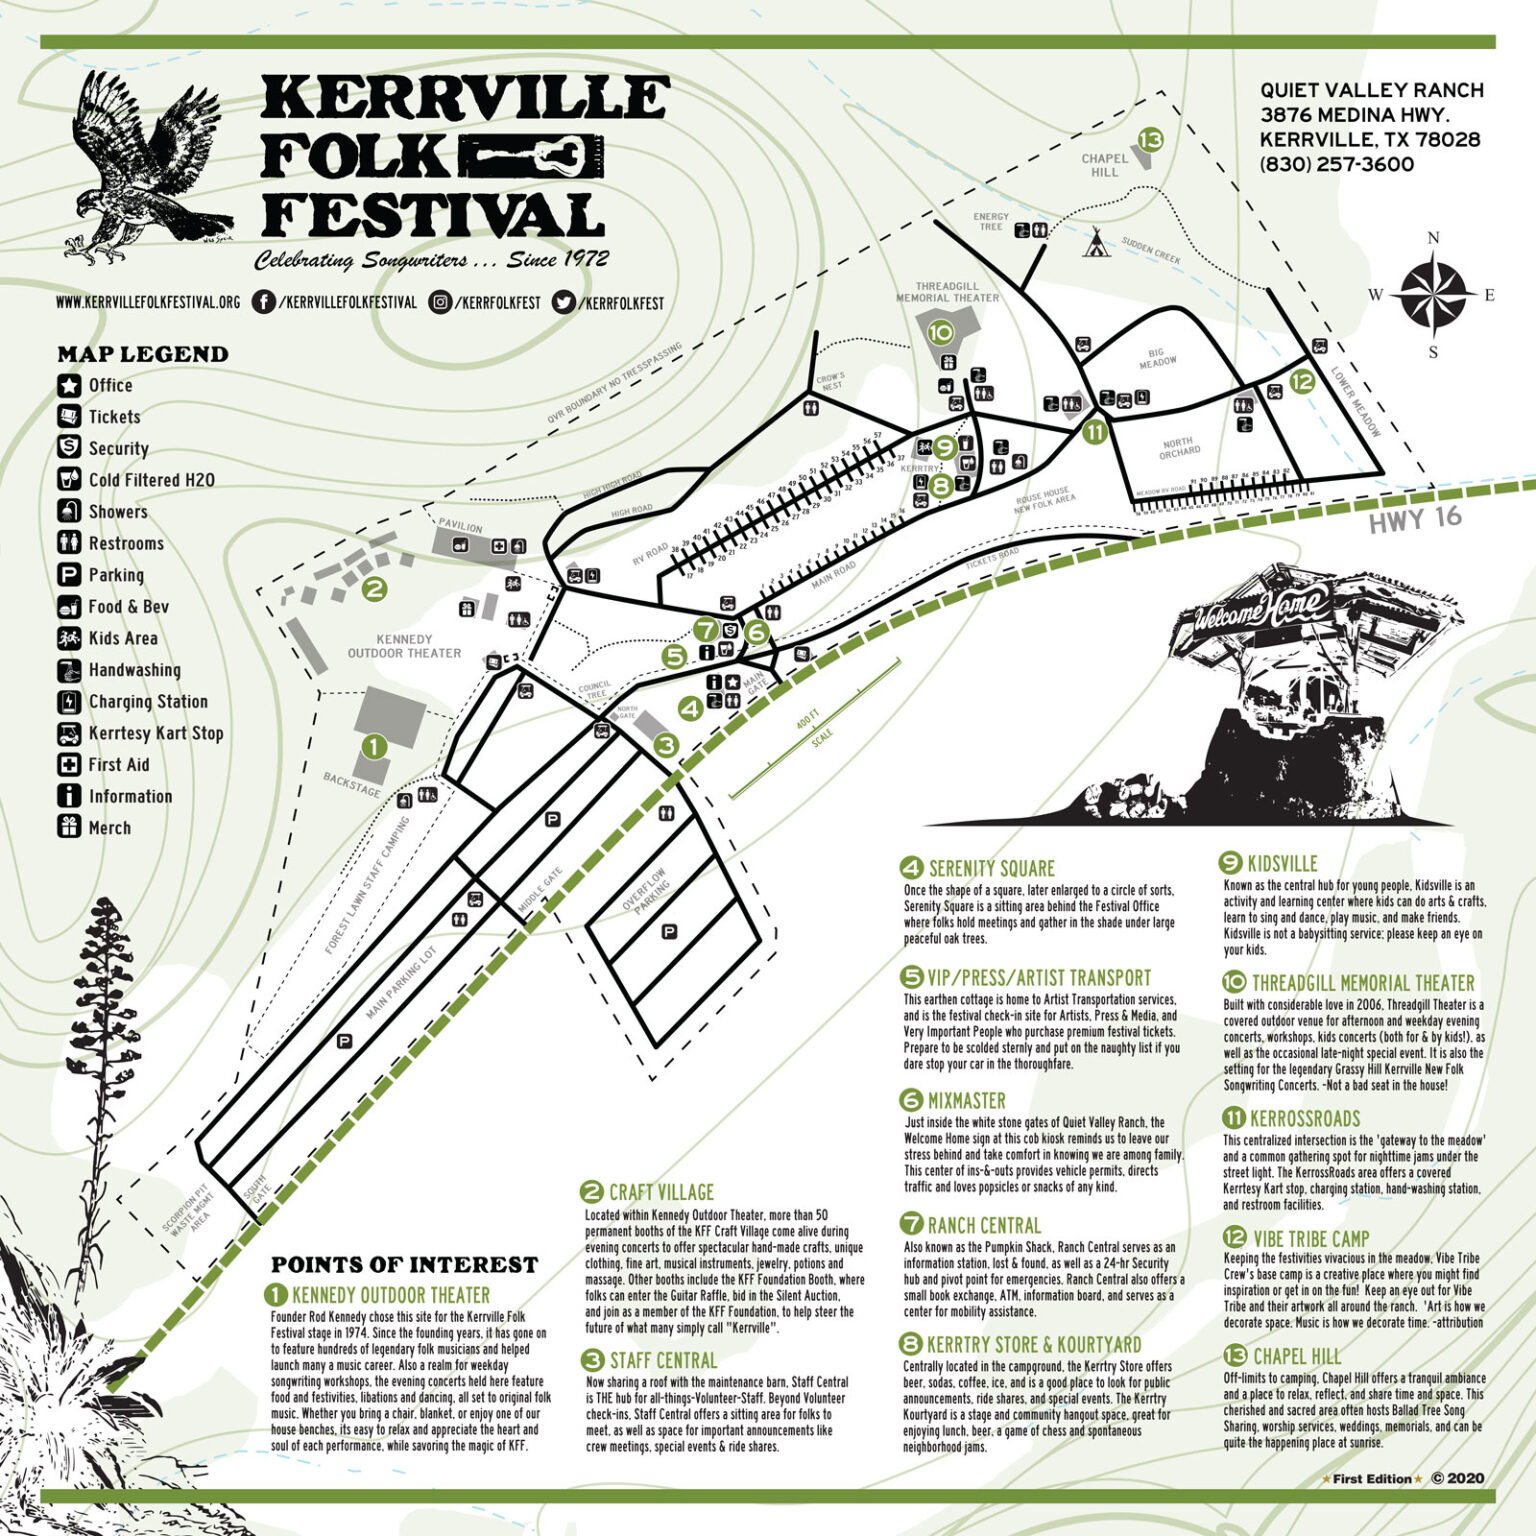 KERRVILLE
FOLK
FESTIVAL
Celebrating Songwriters ... Since 1972
WWW.KERRVILLEFOLKFESTIVAL.ORG /KERRVILLEFOLKFESTIVAL /KERRFOLKFEST /KERRFOLKFEST
QUIET VALLEY RANCH
3876 MEDINA HWY.
KERRVILLE, TX 78028
(830) 257-3600
N
W E
S
MAP LEGEND
Office
Tickets
Security
Cold Filtered H2O
Showers
Restrooms
Parking
Food & Bev
Kids Area
Handwashing
Charging Station
Kerrtesy Kart Stop
First Aid
Information
Merch
13
CHAPEL
HILL
ENERGY
TREE
SUDDEN CREEK
THREADGILL
MEMORIAL THEATER
10
BIG
MEADOW
12
LOWER MEADOW
QVR BOUNDARY NO TRESSPASSING
CROW'S
NEST
11
NORTH
ORCHARD
9
KERRTRY
8
MEADOW RV ROAD
ROUSE HOUSE
NEW FOLK AREA
HWY 16
HIGH HIGH ROAD
HIGH ROAD
RV ROAD
MAIN ROAD
TICKETS ROAD
PAVILION
2
KENNEDY
OUTDOOR THEATER
7
6
5
COUNCIL
TREE
MAIN
GATE
4
NORTH
GATE
3
400 FT
SCALE
1
BACKSTAGE
FOREST LAWN STAFF CAMPING
P
MIDDLE GATE
OVERFLOW
PARKING
P
MAIN PARKING LOT
P
SCORPION PIT
WASTE MGMT
AREA
SOUTH
GATE
Welcome Home
POINTS OF INTEREST
1 KENNEDY OUTDOOR THEATER
Founder Rod Kennedy chose this site for the Kerrville Folk
Festival stage in 1974. Since the founding years, it has gone on
to feature hundreds of legendary folk musicians and helped
launch many a music career. Also a realm for weekday
songwriting workshops, the evening concerts held here feature
food and festivities, libations and dancing, all set to original folk
music. Whether you bring a chair, blanket, or enjoy one of our
house benches, its easy to relax and appreciate the heart and
soul of each performance, while savoring the magic of KFF.
2 CRAFT VILLAGE
Located within Kennedy Outdoor Theater, more than 50
permanent booths of the KFF Craft Village come alive during
evening concerts to offer spectacular hand-made crafts, unique
clothing, fine art, musical instruments, jewelry, potions and
massage. Other booths include the KFF Foundation Booth, where
folks can enter the Guitar Raffle, bid in the Silent Auction,
and join as a member of the KFF Foundation, to help steer the
future of what many simply call "Kerrville".
3 STAFF CENTRAL
Now sharing a roof with the maintenance barn, Staff Central
is THE hub for all-things-Volunteer-Staff. Beyond Volunteer
check-ins, Staff Central offers a sitting area for folks to
meet, as well as space for important announcements like
crew meetings, special events & ride shares.
4 SERENITY SQUARE
Once the shape of a square, later enlarged to a circle of sorts,
Serenity Square is a sitting area behind the Festival Office
where folks hold meetings and gather in the shade under large
peaceful oak trees.
5 VIP/PRESS/ARTIST TRANSPORT
This earthen cottage is home to Artist Transportation services,
and is the festival check-in site for Artists, Press & Media, and
Very Important People who purchase premium festival tickets.
Prepare to be scolded sternly and put on the naughty list if you
dare stop your car in the thoroughfare.
6 MIXMASTER
Just inside the white stone gates of Quiet Valley Ranch, the
Welcome Home sign at this cob kiosk reminds us to leave our
stress behind and take comfort in knowing we are among family.
This center of ins-&-outs provides vehicle permits, directs
traffic and loves popsicles or snacks of any kind.
7 RANCH CENTRAL
Also known as the Pumpkin Shack, Ranch Central serves as an
information station, lost & found, as well as a 24-hr Security
hub and pivot point for emergencies. Ranch Central also offers a
small book exchange, ATM, information board, and serves as a
center for mobility assistance.
8 KERRTRY STORE & KOURTYARD
Centrally located in the campground, the Kerrtry Store offers
beer, sodas, coffee, ice, and is a good place to look for public
announcements, ride shares, and special events. The Kerrtry
Kourtyard is a stage and community hangout space, great for
enjoying lunch, beer, a game of chess and spontaneous
neighborhood jams.
9 KIDSVILLE
Known as the central hub for young people, Kidsville is an
activity and learning center where kids can do arts & crafts,
learn to sing and dance, play music, and make friends.
Kidsville is not a babysitting service; please keep an eye on
your kids.
10 THREADGILL MEMORIAL THEATER
Built with considerable love in 2006, Threadgill Theater is a
covered outdoor venue for afternoon and weekday evening
concerts, workshops, kids concerts (both for & by kids!), as
well as the occasional late-night special event. It is also the
setting for the legendary Grassy Hill Kerrville New Folk
Songwriting Concerts. -Not a bad seat in the house!
11 KERROSSROADS
This centralized intersection is the 'gateway to the meadow'
and a common gathering spot for nighttime jams under the
street light. The KerrossRoads area offers a covered
Kerrtesy Kart stop, charging station, hand-washing station,
and restroom facilities.
12 VIBE TRIBE CAMP
Keeping the festivities vivacious in the meadow, Vibe Tribe
Crew's base camp is a creative place where you might find
inspiration or get in on the fun! Keep an eye out for Vibe
Tribe and their artwork all around the ranch. 'Art is how we
decorate space. Music is how we decorate time. -attribution
13 CHAPEL HILL
Off-limits to camping, Chapel Hill offers a tranquil ambiance
and a place to relax, reflect, and share time and space. This
cherished and sacred area often hosts Ballad Tree Song
Sharing, worship services, weddings, memorials, and can be
quite the happening place at sunrise.
First Edition © 2020